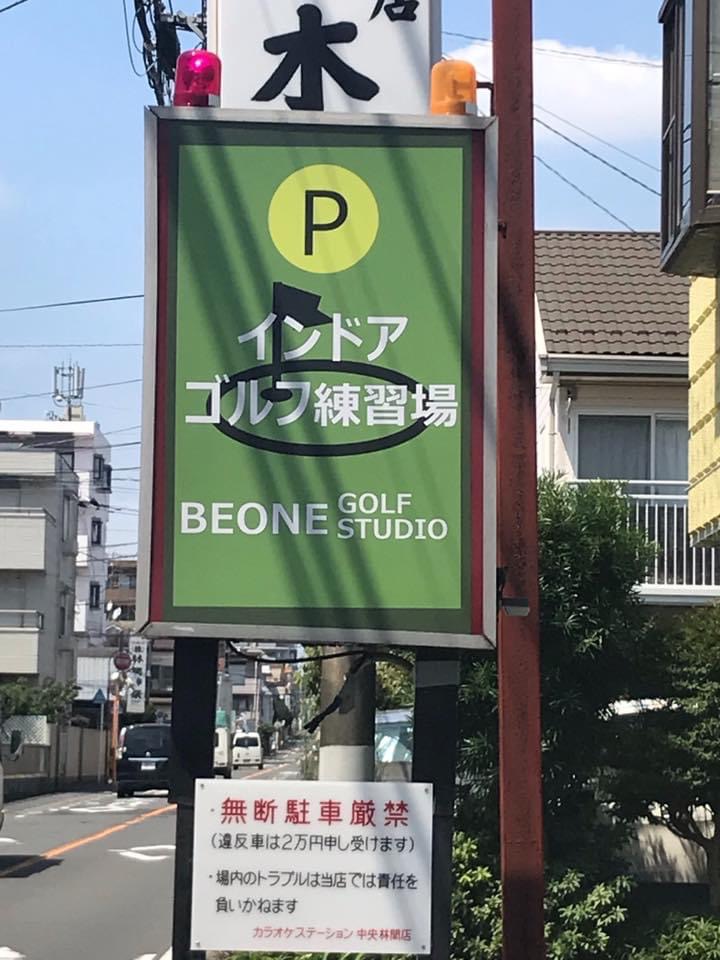 店
木
P
インドア
ゴルフ練習場
BEONE GOLF STUDIO
・無断駐車厳禁
(違反車は2万円申し受けます)
・場内のトラブルは当店では責任を
負いかねます
カラオケステーション 中央林間店